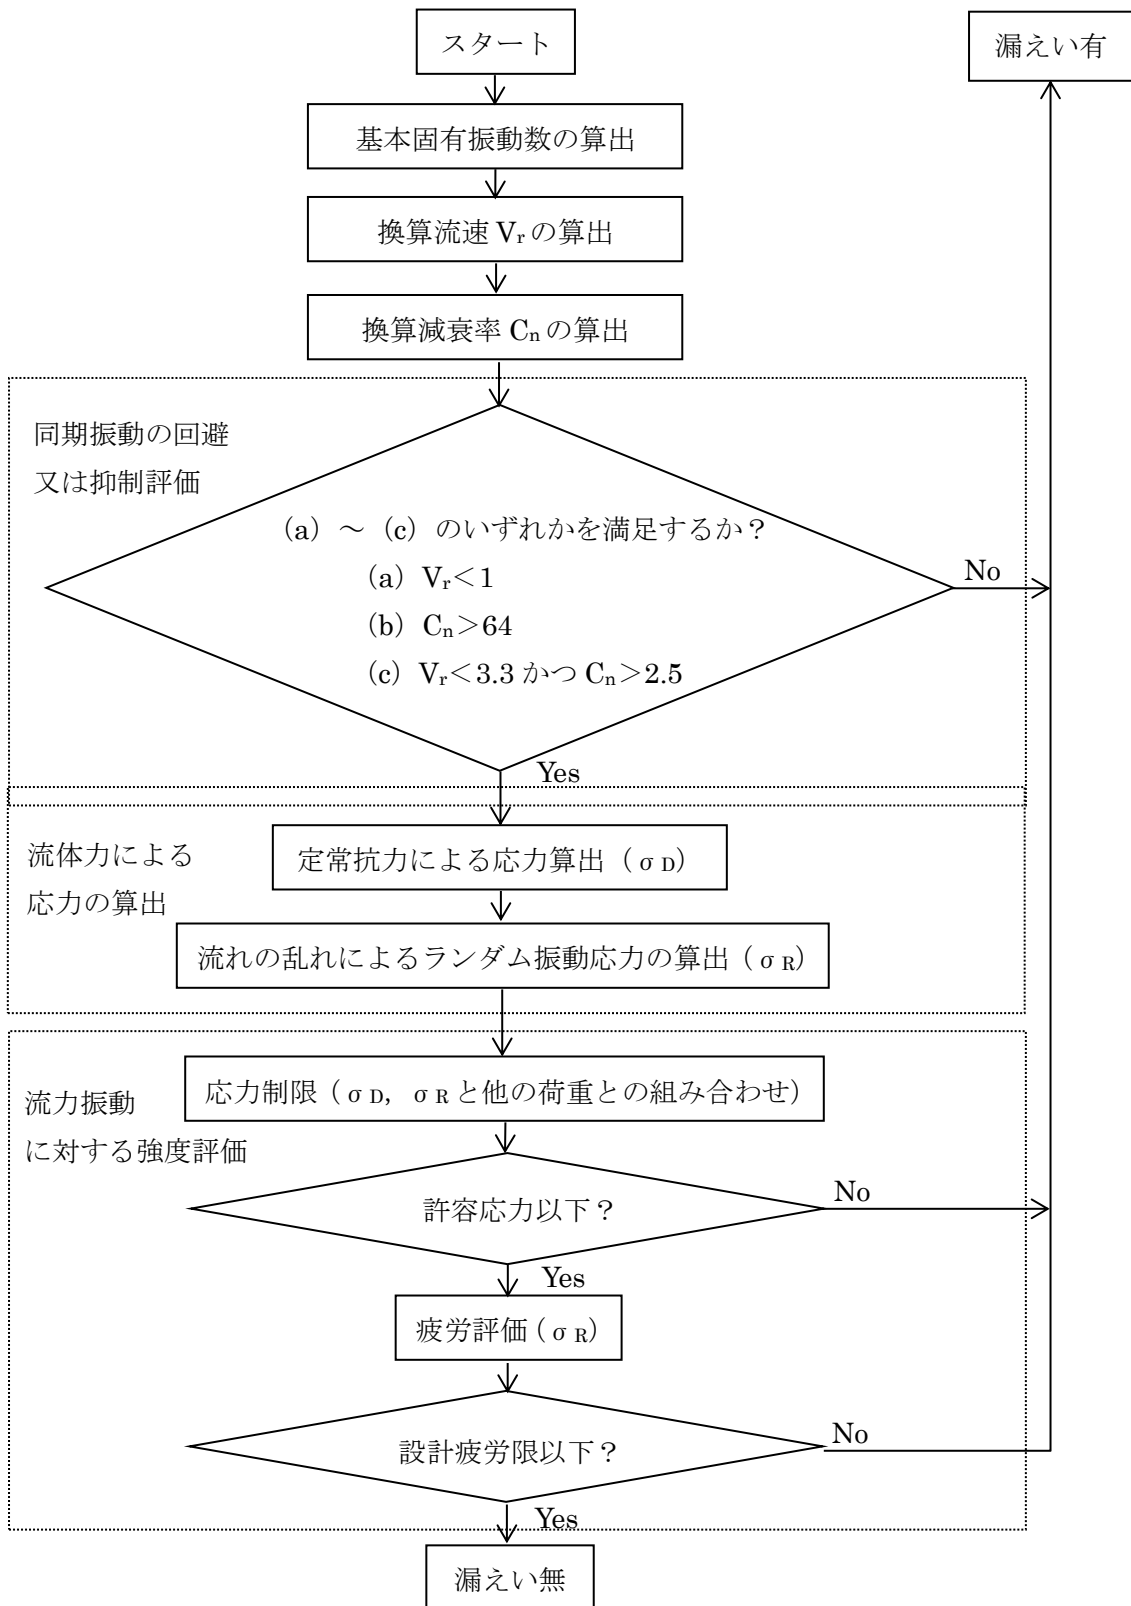 スタート
漏えい有
基本固有振動数の算出
換算流速 Vrの算出
換算減衰率 Cnの算出
同期振動の回避
又は抑制評価
(a) ~ (c) のいずれかを満足するか?
(a) Vr<1
(b) Cn>64
(c) Vr<3.3 かつ Cn>2.5
No
Yes
流体力による
応力の算出
定常抗力による応力算出(σD)
流れの乱れによるランダム振動応力の算出(σR)
流力振動
に対する強度評価
応力制限(σD, σRと他の荷重との組み合わせ)
許容応力以下?
No
Yes
疲労評価(σR)
設計疲労限以下?
No
Yes
漏えい無